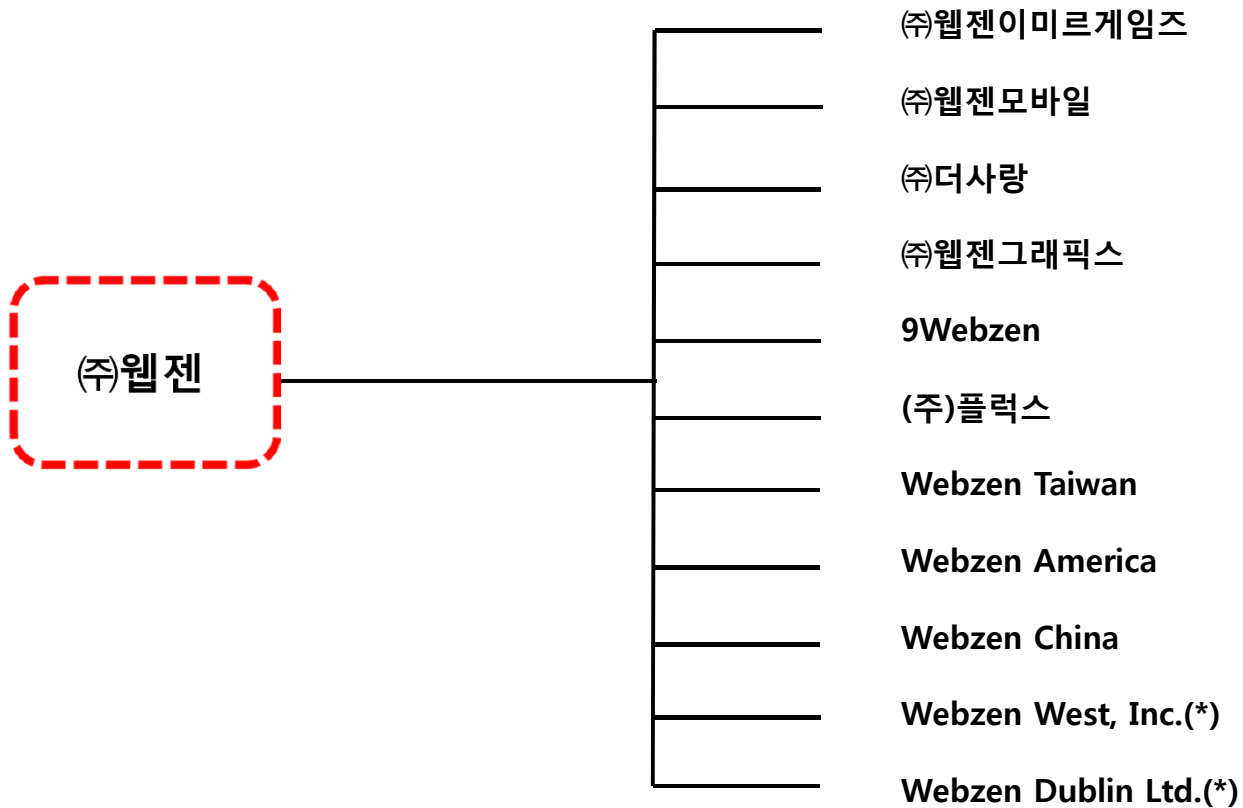 ㈜웹젠이미르게임즈
㈜웹젠모바일
㈜더사랑
㈜웹젠그래픽스
9Webzen
㈜웹젠
(주)플럭스
Webzen Taiwan
Webzen America
Webzen China
Webzen West, Inc.(*)
Webzen Dublin Ltd.(*)